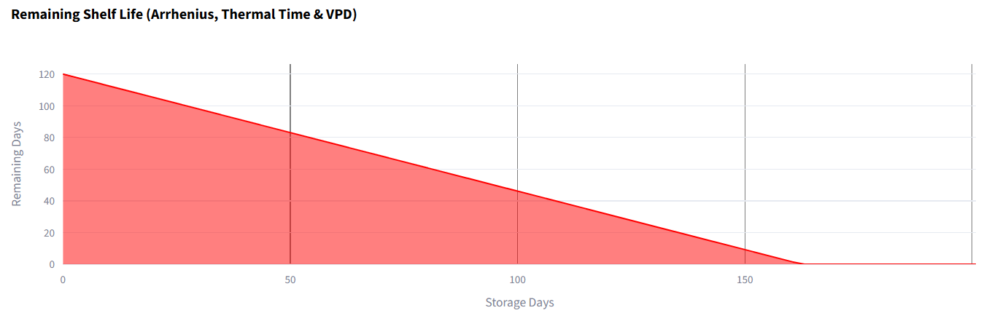 Remaining Shelf Life (Arrhenius, Thermal Time & VPD)
Remaining Days
120
100
80
60
40
20
0
0 50 100 150
Storage Days